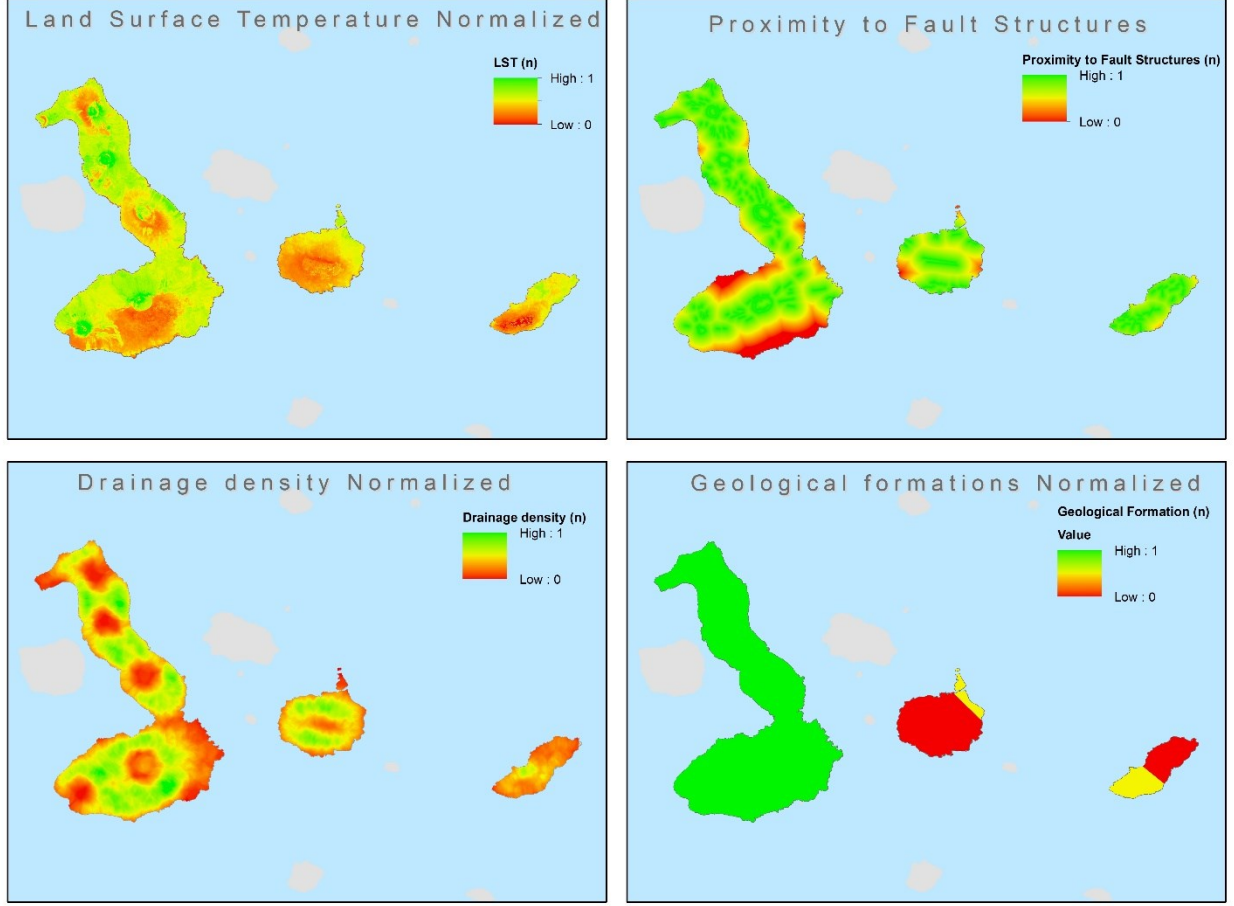 Land Surface Temperature Normalized
LST (n)
High : 1
Low : 0
Proximity to Fault Structures
Proximity to Fault Structures (n)
High : 1
Low : 0
Drainage density Normalized
Drainage density (n)
High : 1
Low : 0
Geological formations Normalized
Geological Formation (n)
Value
High : 1
Low : 0